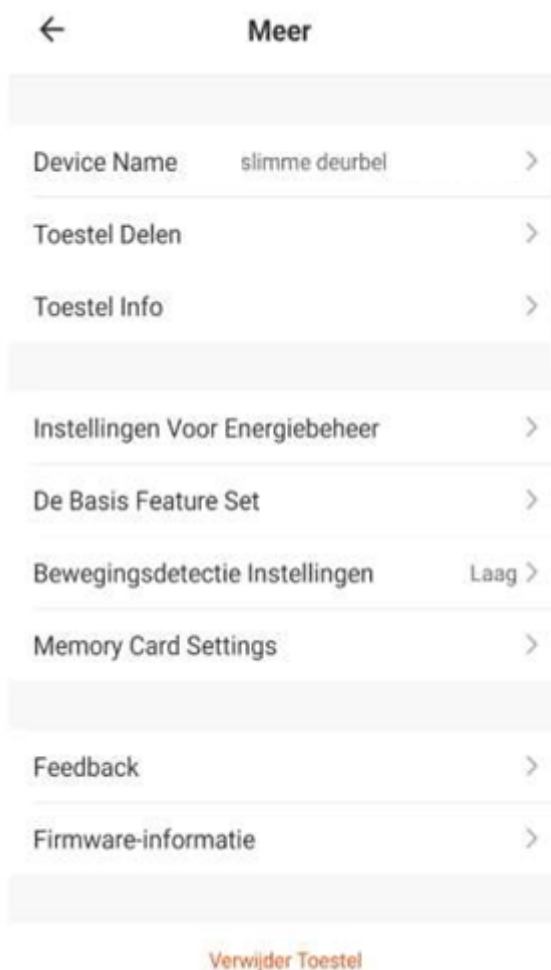 Meer
Device Name slimme deurbel
Toestel Delen
Toestel Info
Instellingen Voor Energiebeheer
De Basis Feature Set
Bewegingsdetectie Instellingen Laag
Memory Card Settings
Feedback
Firmware-informatie
Verwijder Toestel